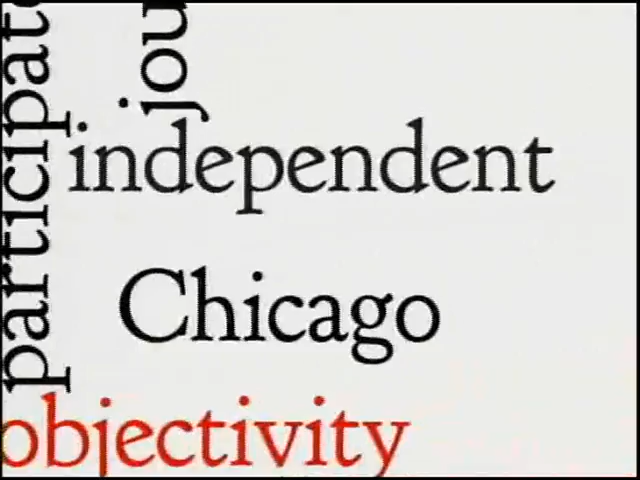 participat
jou
independent
Chicago
objectivity